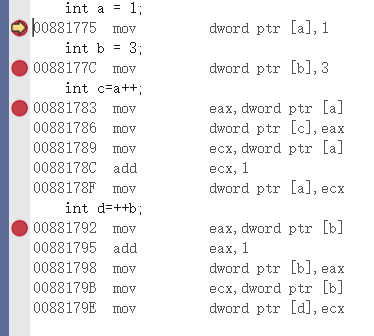 int a = 1;
00881775 mov dword ptr [a],1
int b = 3;
0088177C mov dword ptr [b],3
int c=a++;
00881783 mov eax,dword ptr [a]
00881786 mov dword ptr [c],eax
00881789 mov ecx,dword ptr [a]
0088178C add ecx,1
0088178F mov dword ptr [a],ecx
int d=++b;
00881792 mov eax,dword ptr [b]
00881795 add eax,1
00881798 mov dword ptr [b],eax
0088179B mov ecx,dword ptr [b]
0088179E mov dword ptr [d],ecx